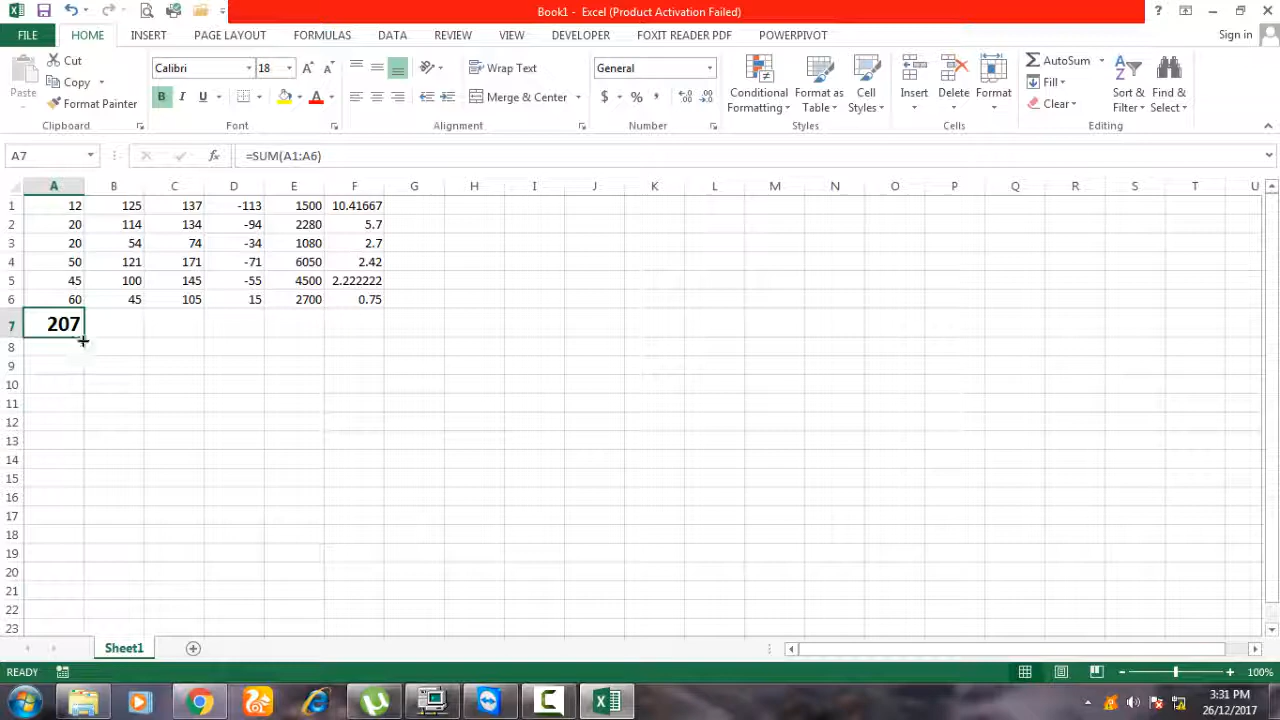 Book1 - Excel (Product Activation Failed)
FILE HOME INSERT PAGE LAYOUT FORMULAS DATA REVIEW VIEW DEVELOPER FOXIT READER PDF POWERPIVOT Sign in
Paste
Cut
Copy
Format Painter
Clipboard
Calibri 18
B I U
Font
Wrap Text
Merge & Center
Alignment
General
$ % ,
Number
Conditional Formatting
Format as Table
Cell Styles
Styles
Insert Delete Format
Cells
AutoSum
Fill
Clear
Sort & Filter
Find & Select
Editing
A7 fx =SUM(A1:A6)
A B C D E F G H I J K L M N O P Q R S T U
1 12 125 137 -113 1500 10.41667
2 20 114 134 -94 2280 5.7
3 20 54 74 -34 1080 2.7
4 50 121 171 -71 6050 2.42
5 45 100 145 -55 4500 2.222222
6 60 45 105 15 2700 0.75
7 207
8
9
10
11
12
13
14
15
16
17
18
19
20
21
22
23
Sheet1
READY 100%
3:31 PM
26/12/2017